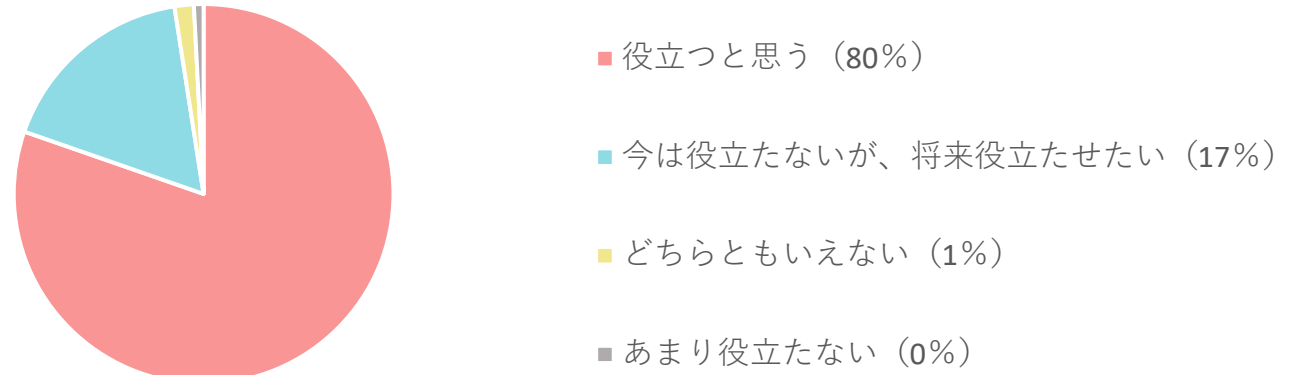 役立つと思う（80％）
今は役立たないが、将来役立たせたい（17％）
どちらともいえない（1％）
あまり役立たない（0％）